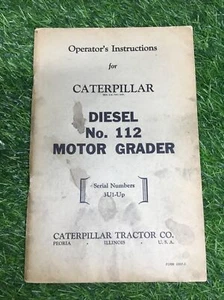 Operator's Instructions
for
CATERPILLAR
DIESEL
No. 112
MOTOR GRADER
Serial Numbers
3U1-Up
CATERPILLAR TRACTOR CO.
PEORIA . ILLINOIS . U.S.A.